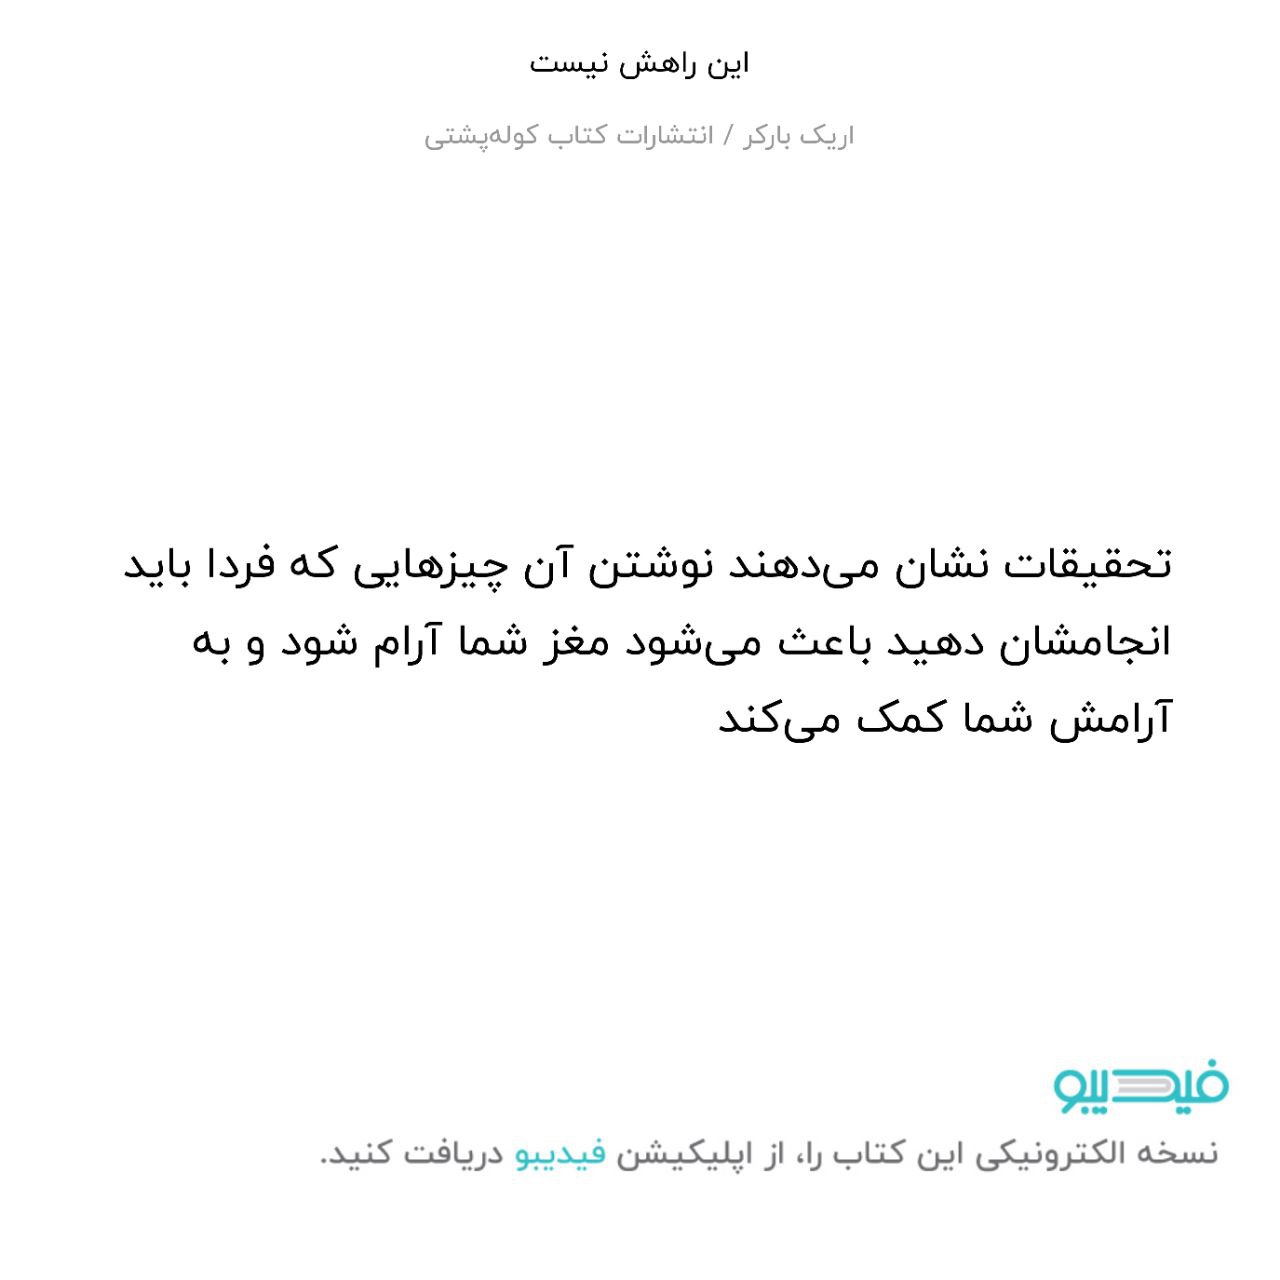 این راهش نیست
اریک بارکر / انتشارات کتاب کوله‌پشتی
تحقیقات نشان می‌دهند نوشتن آن چیزهایی که فردا باید
انجامشان دهید باعث می‌شود مغز شما آرام شود و به
آرامش شما کمک می‌کند
فیدیبو
نسخه الکترونیکی این کتاب را، از اپلیکیشن فیدیبو دریافت کنید.